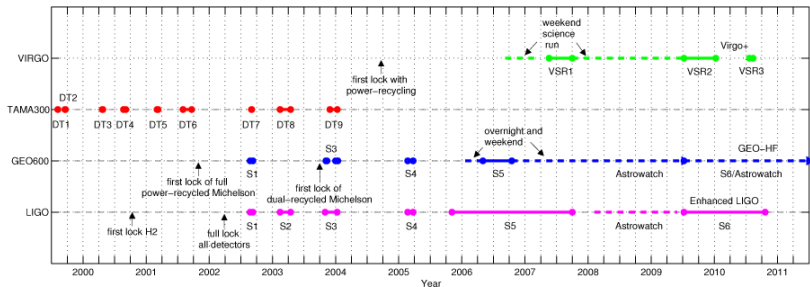 weekend
science
run
Virgo+
VIRGO
VSR1
VSR2
VSR3
first lock with
power-recycling
DT2
TAMA300
DT1
DT3
DT4
DT5
DT6
DT7
DT8
DT9
S3
overnight and
weekend
GEO-HF
GEO600
S1
S4
S5
Astrowatch
S6/Astrowatch
first lock of full
power-recycled Michelson
first lock of
dual-recycled Michelson
Enhanced LIGO
LIGO
first lock H2
full lock
all detectors
S1
S2
S3
S4
S5
Astrowatch
S6
2000 2001 2002 2003 2004 2005 2006 2007 2008 2009 2010 2011
Year